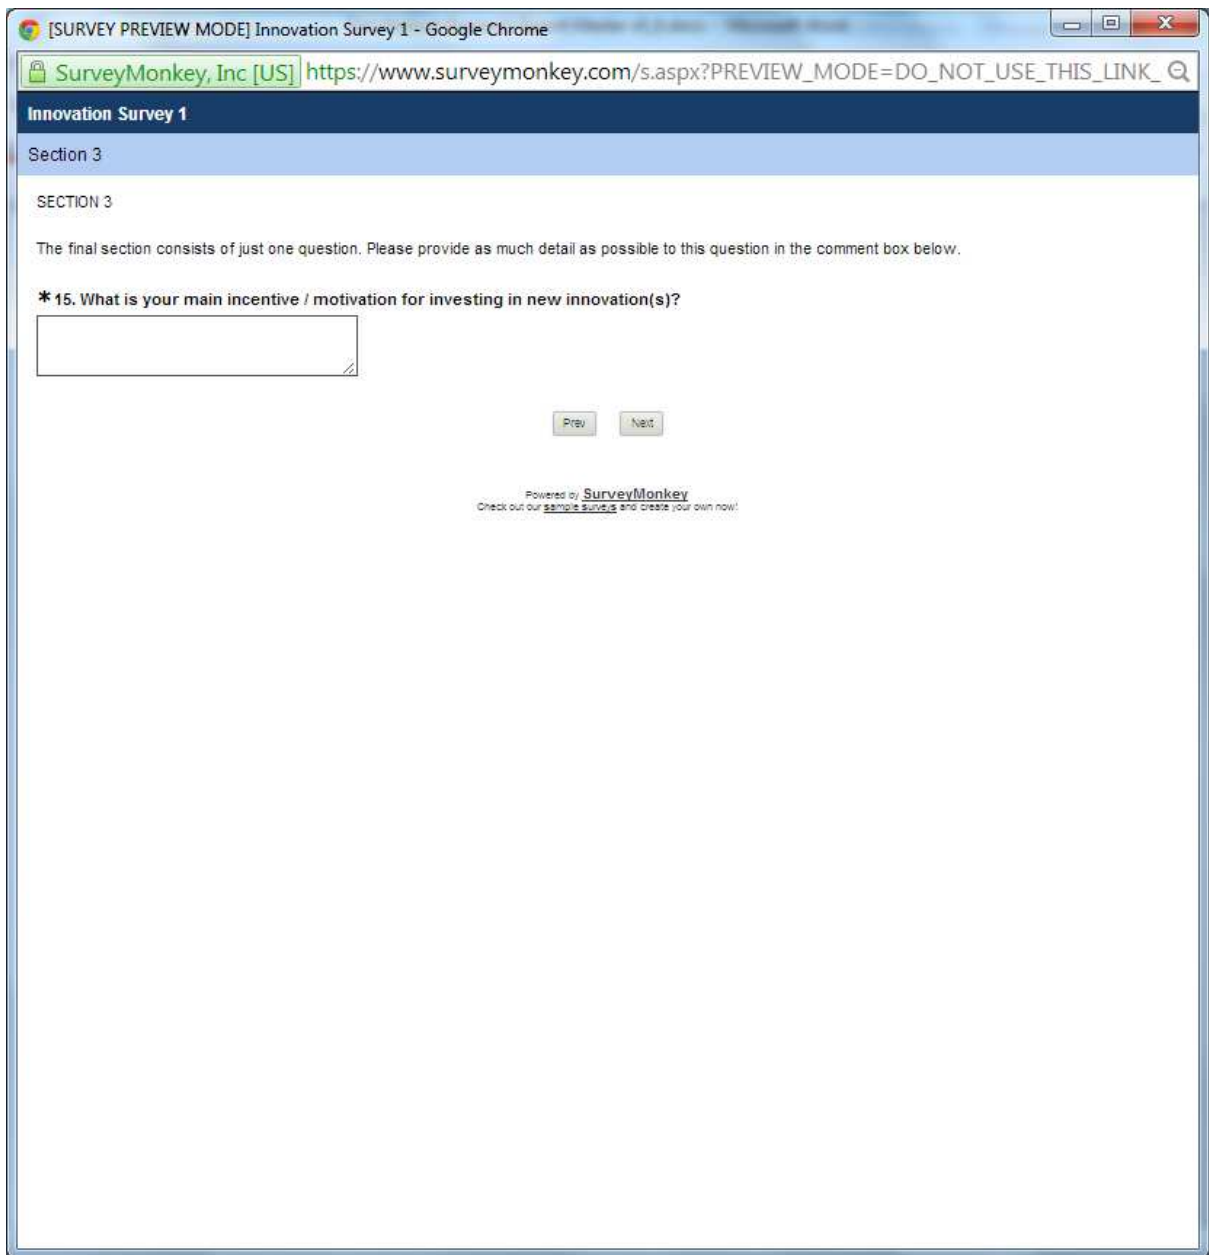 [SURVEY PREVIEW MODE] Innovation Survey 1 - Google Chrome
SurveyMonkey, Inc [US] https://www.surveymonkey.com/s.aspx?PREVIEW_MODE=DO_NOT_USE_THIS_LINK_
Innovation Survey 1
Section 3
SECTION 3
The final section consists of just one question. Please provide as much detail as possible to this question in the comment box below.
*15. What is your main incentive / motivation for investing in new innovation(s)?
Prev Next
Powered by SurveyMonkey
Check out our sample surveys and create your own now!